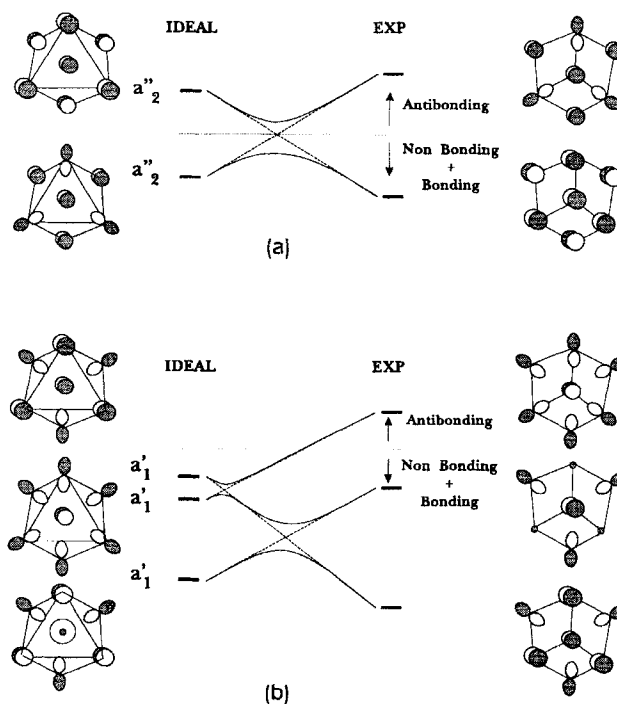 IDEAL EXP
a''2
Antibonding
Non Bonding
+
Bonding
a''2
(a)
IDEAL EXP
Antibonding
a'1
a'1
Non Bonding
+
Bonding
a'1
(b)